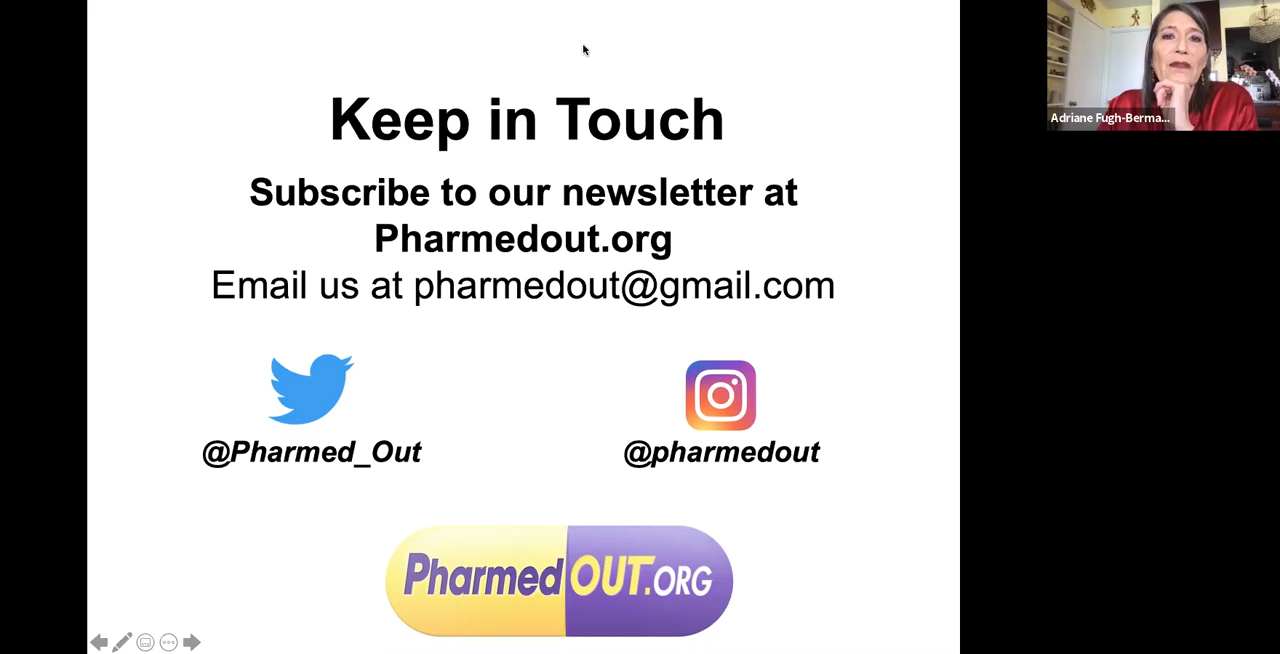 Keep in Touch
Subscribe to our newsletter at
Pharmedout.org
Email us at pharmedout@gmail.com
@Pharmed_Out
@pharmedout
PharmedOUT.ORG
Adriane Fugh-Berma...